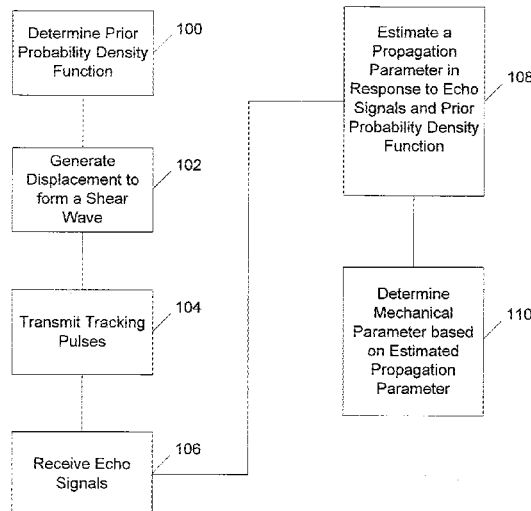 Determine Prior
Probability Density
Function
100
Generate
Displacement to
form a Shear
Wave
102
Transmit Tracking
Pulses
104
Receive Echo
Signals
106
Estimate a
Propagation
Parameter in
Response to Echo
Signals and Prior
Probability Density
Function
108
Determine
Mechanical
Parameter based
on Estimated
Propagation
Parameter
110